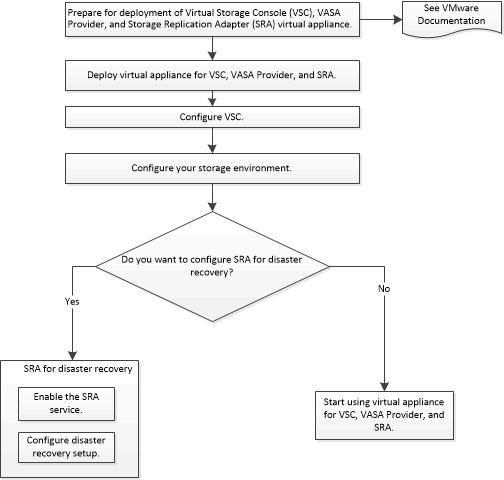 Prepare for deployment of Virtual Storage Console (VSC), VASA
Provider, and Storage Replication Adapter (SRA) virtual appliance.
See VMware
Documentation
Deploy virtual appliance for VSC, VASA Provider, and SRA.
Configure VSC.
Configure your storage environment.
Do you want to configure SRA for disaster
recovery?
Yes
No
SRA for disaster recovery
Enable the SRA
service.
Configure disaster
recovery setup.
Start using virtual appliance
for VSC, VASA Provider, and
SRA.